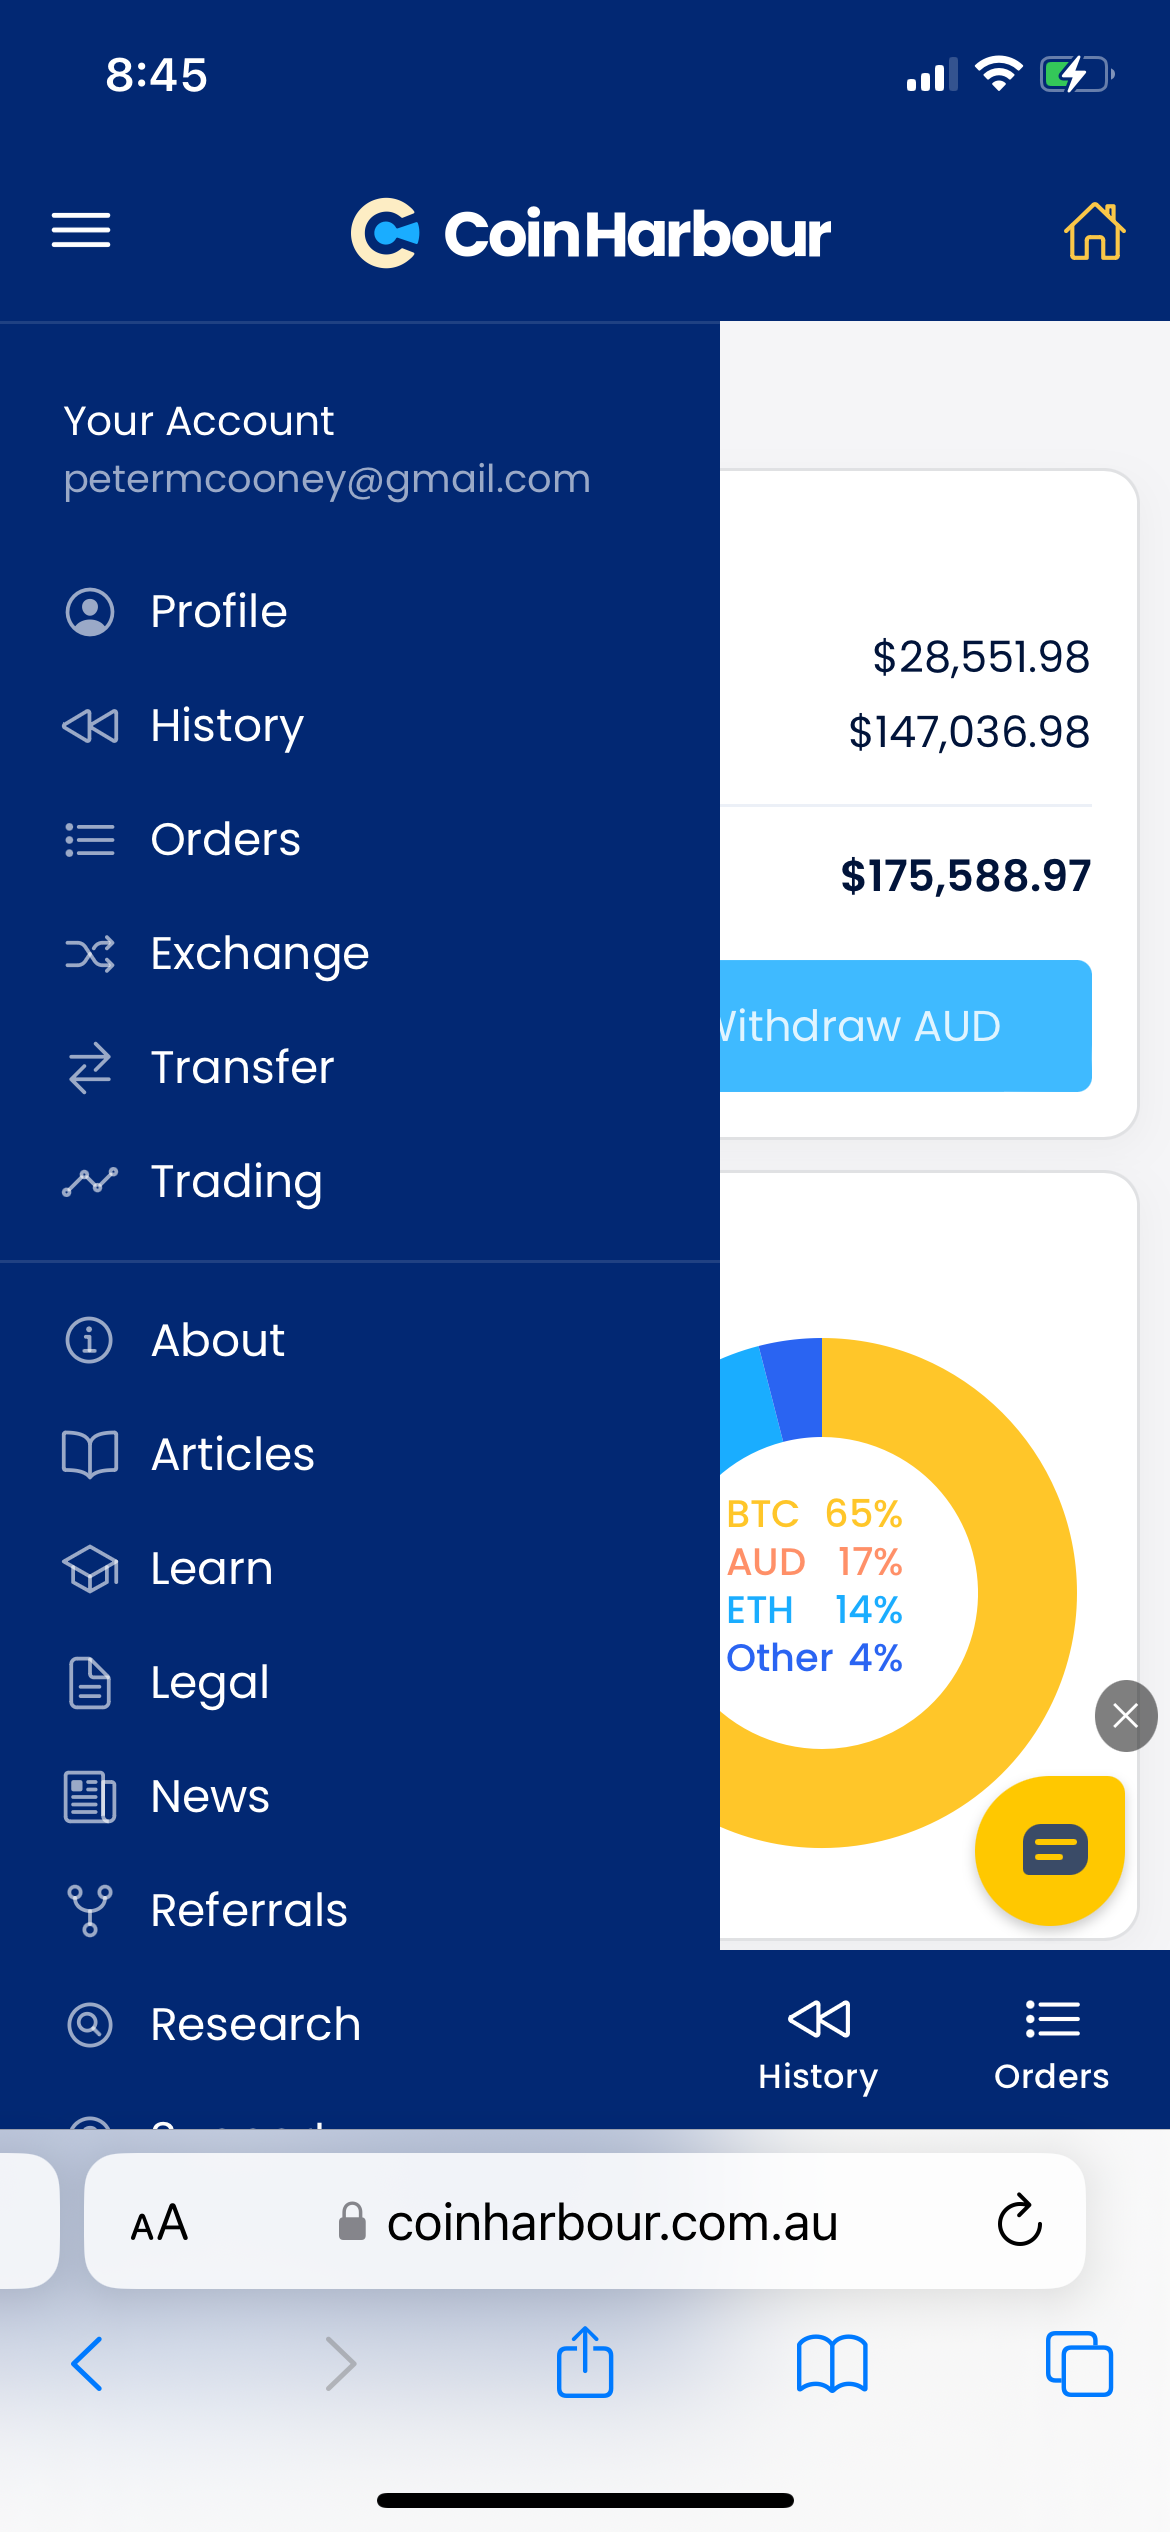 8:45
CoinHarbour
Your Account
petermcooney@gmail.com
Profile
History
Orders
Exchange
Transfer
Trading
About
Articles
Learn
Legal
News
Referrals
Research
$28,551.98
$147,036.98
$175,588.97
Withdraw AUD
BTC 65%
AUD 17%
ETH 14%
Other 4%
History
Orders
AA
coinharbour.com.au